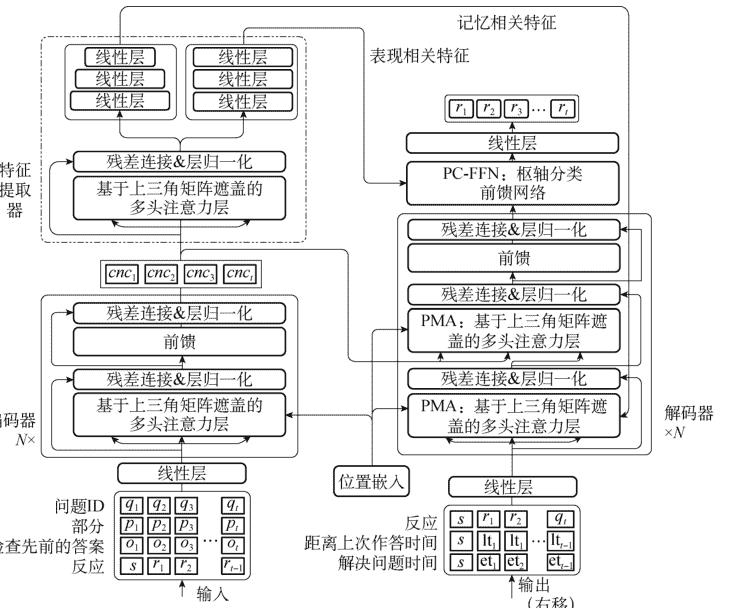 记忆相关特征
表现相关特征
线性层 线性层
线性层 线性层
线性层 线性层
r1 r2 r3 … rt
线性层
残差连接&层归一化
PC-FFN：枢轴分类
前馈网络
特征
提取
器
基于上三角矩阵遮盖的
多头注意力层
残差连接&层归一化
前馈
cnc1 cnc2 cnc3 cnct
残差连接&层归一化
残差连接&层归一化
前馈
PMA：基于上三角矩阵遮
盖的多头注意力层
残差连接&层归一化
残差连接&层归一化
基于上三角矩阵遮盖的
多头注意力层
PMA：基于上三角矩阵遮
盖的多头注意力层
码器
N×
解码器
×N
线性层
位置嵌入
线性层
问题ID q1 q2 q3 qt
部分 p1 p2 p3 pt
检查先前的答案 o1 o2 o3 … ot
反应 s r1 r2 rt-1
输入
反应 s r1 r2 qt
距离上次作答时间 s lt1 lt1 … ltt-1
解决问题时间 s et1 et2 ett-1
输出
（右移）